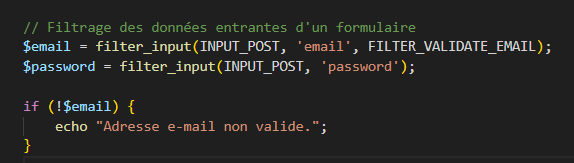 // Filtrage des données entrantes d'un formulaire
$email = filter_input(INPUT_POST, 'email', FILTER_VALIDATE_EMAIL);
$password = filter_input(INPUT_POST, 'password');
if (!$email) {
echo "Adresse e-mail non valide.";
}